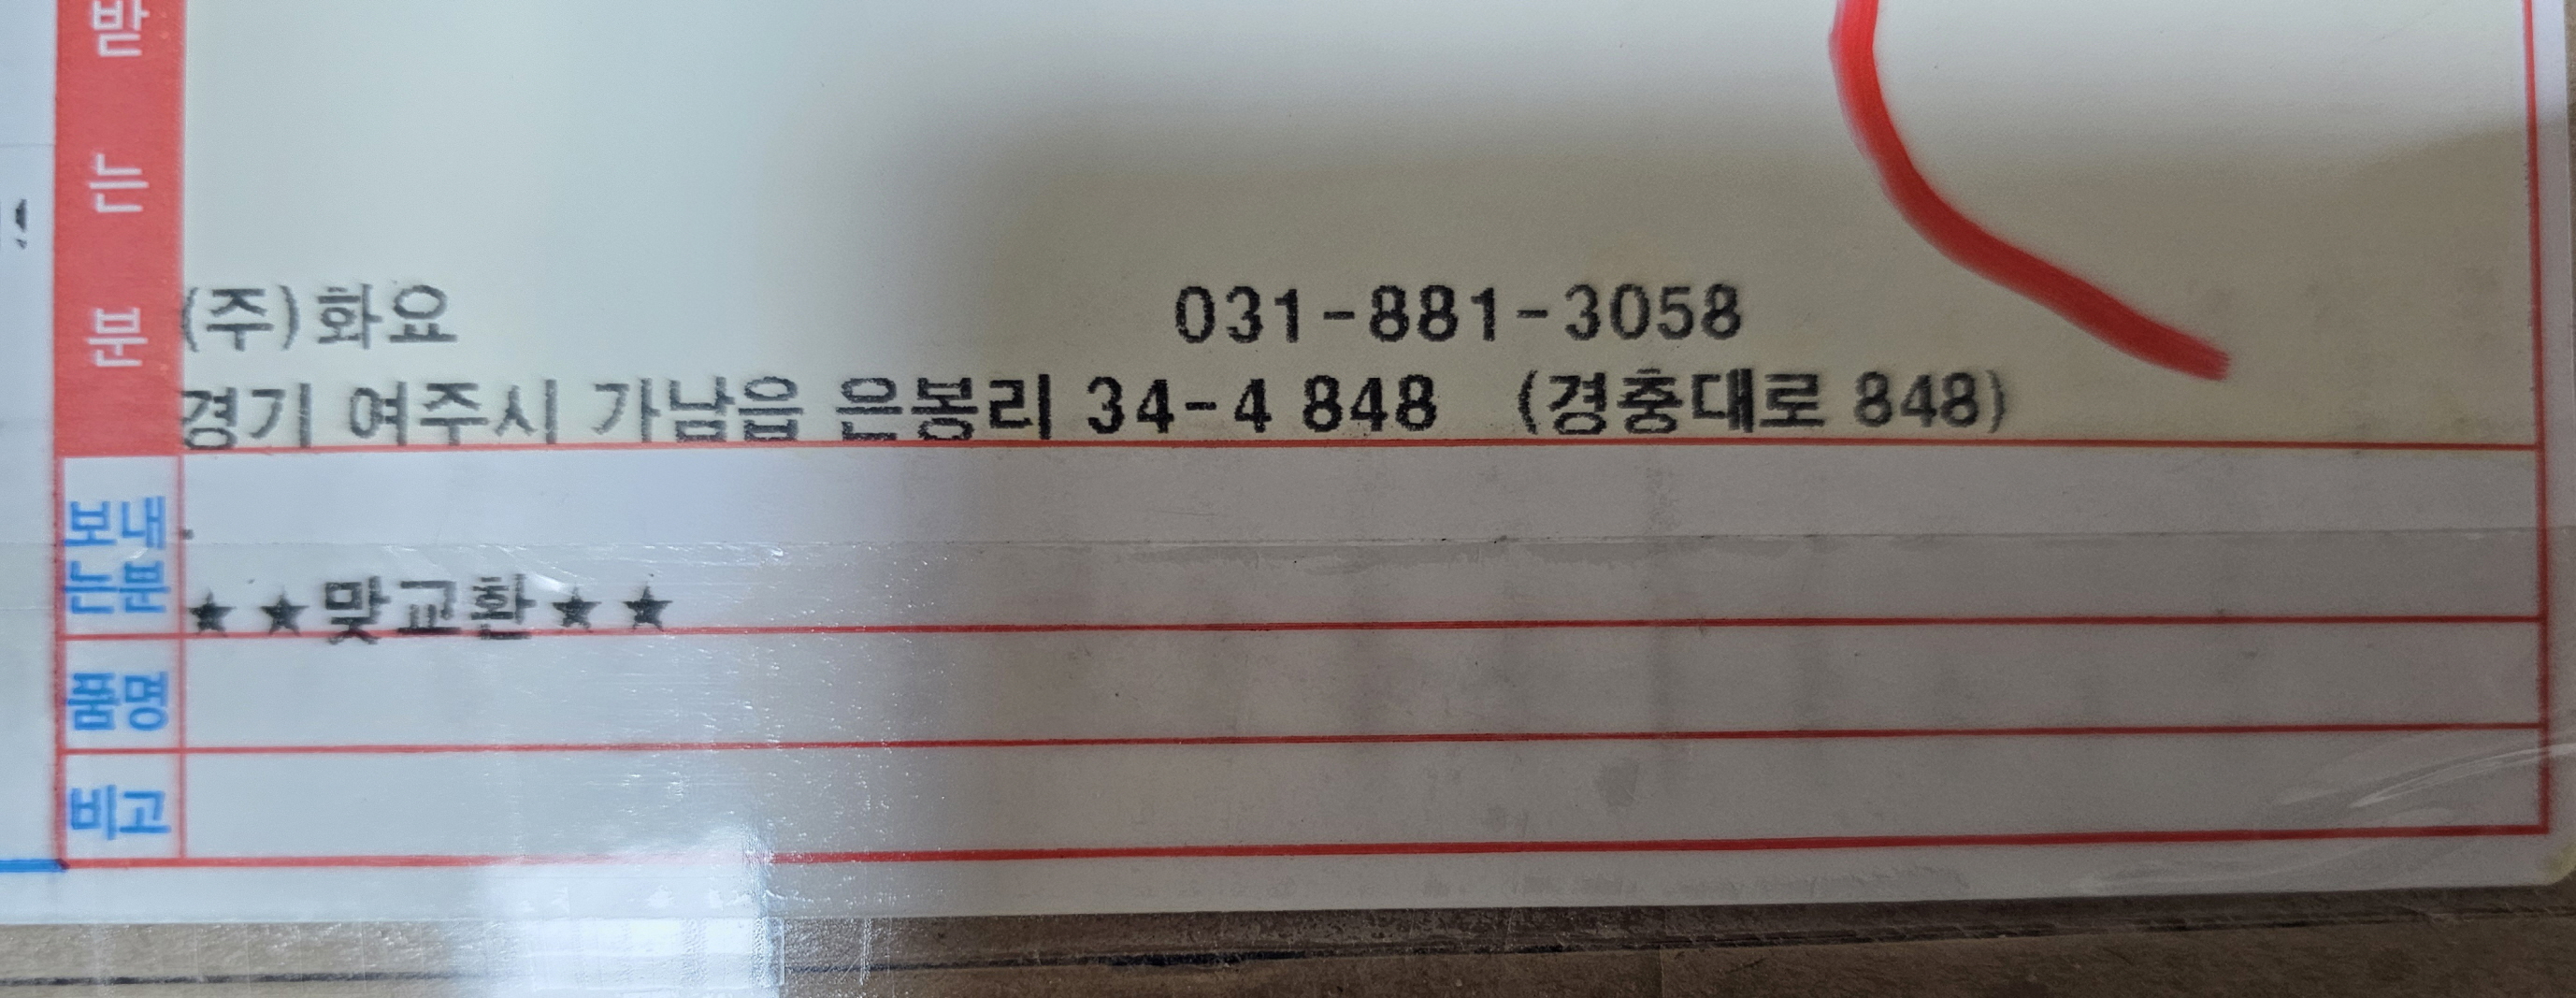 받는분
(주)화요 031-881-3058
경기 여주시 가남읍 은봉리 34-4 848 (경충대로 848)
보내는분
★★맞교환★★
품명
비고